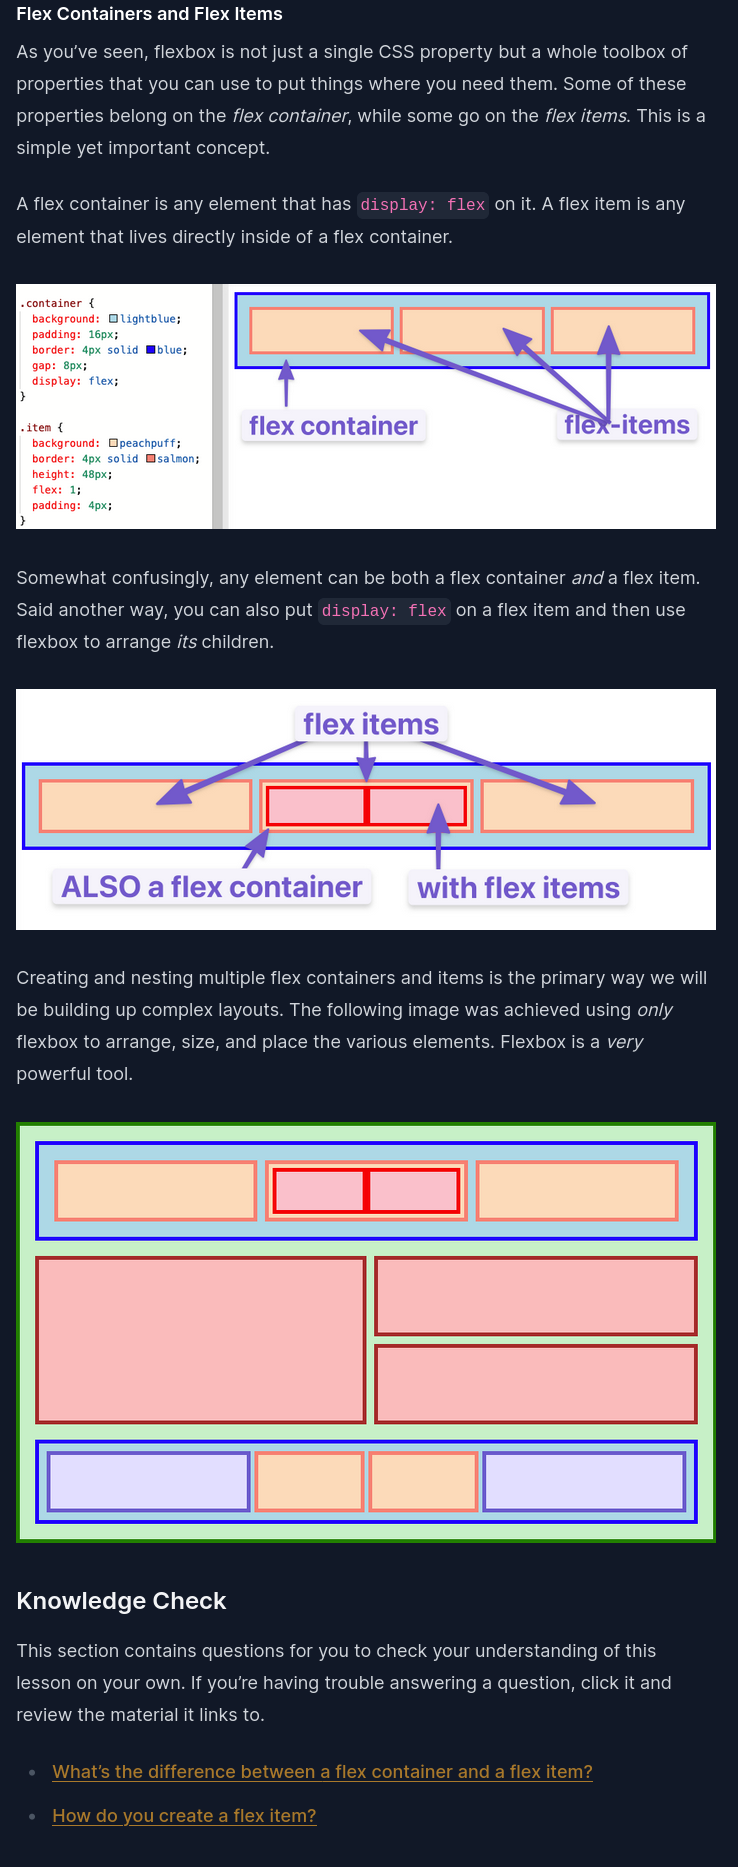 Flex Containers and Flex Items
As you’ve seen, flexbox is not just a single CSS property but a whole toolbox of
properties that you can use to put things where you need them. Some of these
properties belong on the flex container, while some go on the flex items. This is a
simple yet important concept.
A flex container is any element that has display: flex on it. A flex item is any
element that lives directly inside of a flex container.
.container {
background: lightblue;
padding: 16px;
border: 4px solid blue;
gap: 8px;
display: flex;
}
.item {
background: peachpuff;
border: 4px solid salmon;
height: 48px;
flex: 1;
padding: 4px;
}
flex container
flex-items
Somewhat confusingly, any element can be both a flex container and a flex item.
Said another way, you can also put display: flex on a flex item and then use
flexbox to arrange its children.
flex items
ALSO a flex container
with flex items
Creating and nesting multiple flex containers and items is the primary way we will
be building up complex layouts. The following image was achieved using only
flexbox to arrange, size, and place the various elements. Flexbox is a very
powerful tool.
Knowledge Check
This section contains questions for you to check your understanding of this
lesson on your own. If you’re having trouble answering a question, click it and
review the material it links to.
• What’s the difference between a flex container and a flex item?
• How do you create a flex item?